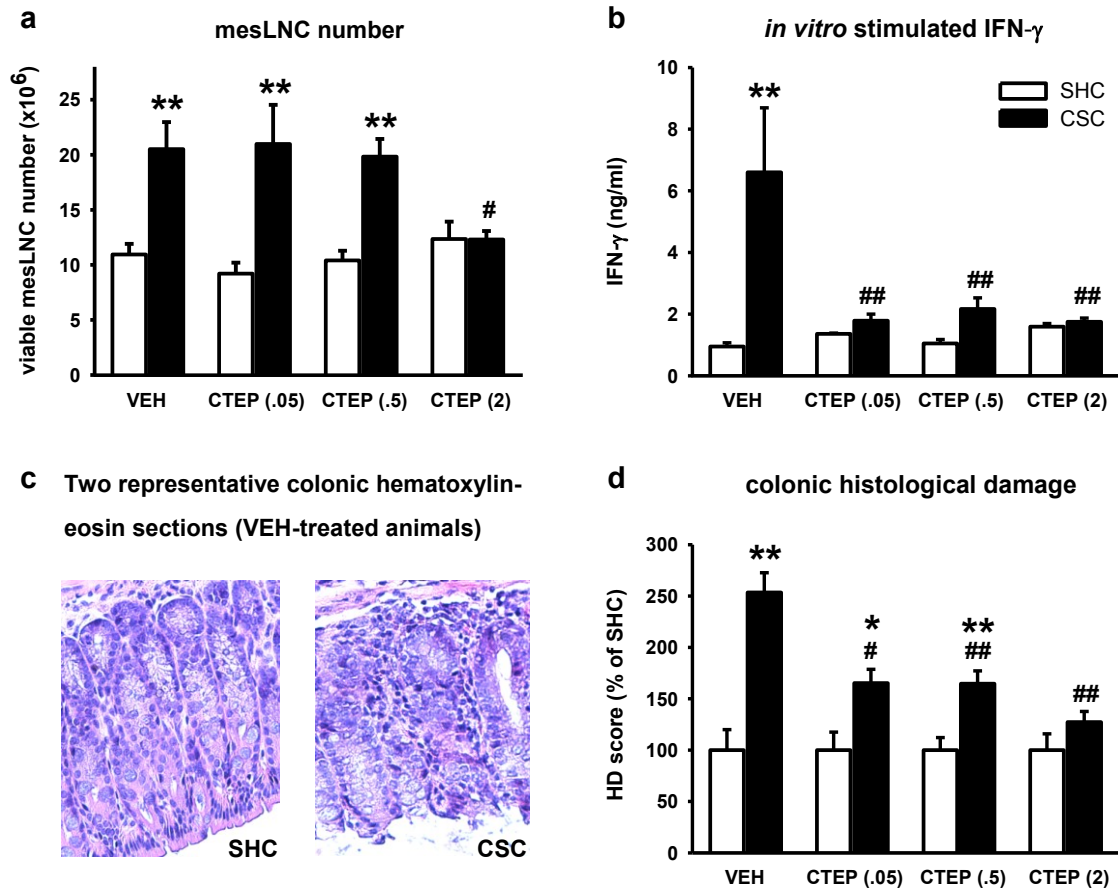 a
mesLNC number
viable mesLNC number (x10⁶)
25
20
15
10
5
0
**
**
**
#
VEH
CTEP (.05)
CTEP (.5)
CTEP (2)
b
in vitro stimulated IFN-γ
IFN-γ (ng/ml)
10
8
6
4
2
0
**
##
##
##
SHC
CSC
VEH
CTEP (.05)
CTEP (.5)
CTEP (2)
c
Two representative colonic hematoxylin-
eosin sections (VEH-treated animals)
SHC
CSC
d
colonic histological damage
HD score (% of SHC)
300
250
200
150
100
50
0
**
*
#
**
##
##
VEH
CTEP (.05)
CTEP (.5)
CTEP (2)